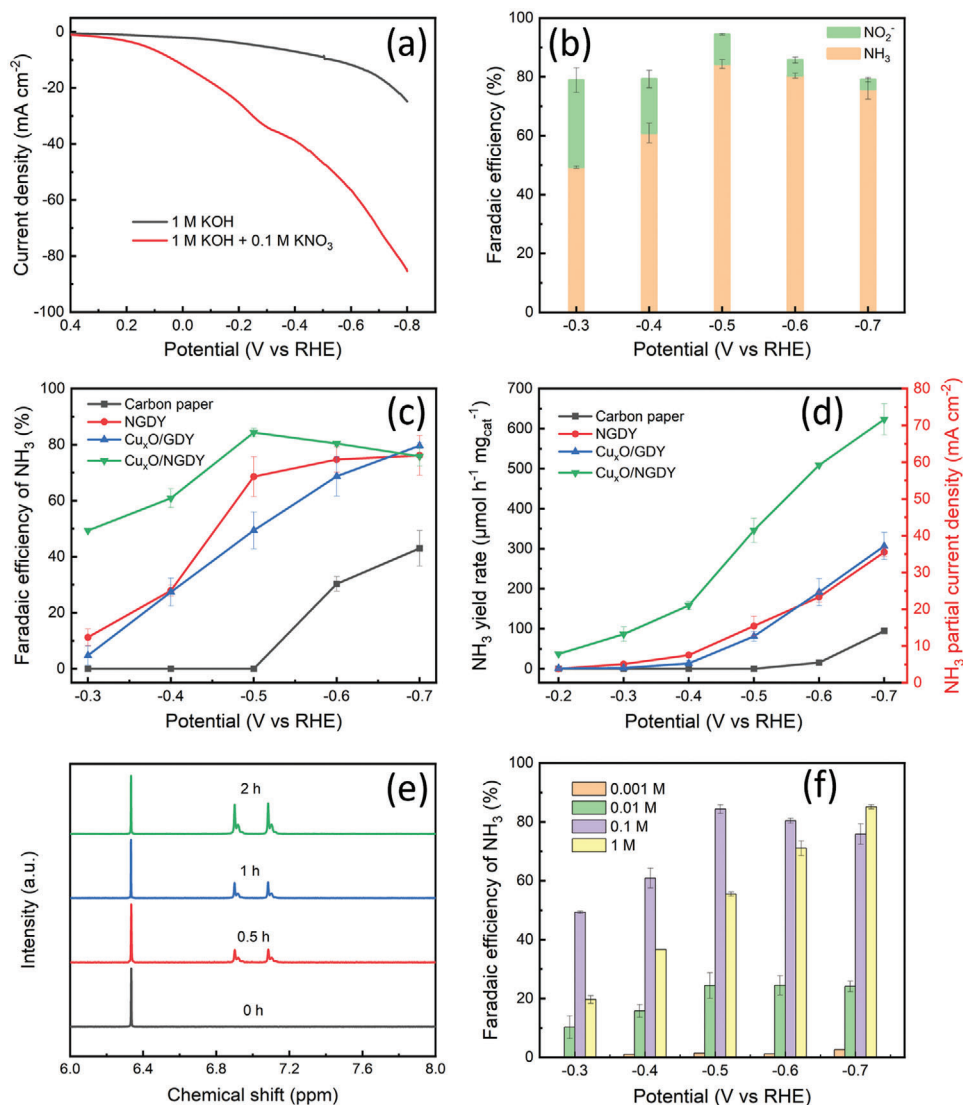 (a)
Current density (mA cm⁻²)
0
-20
-40
-60
-80
-100
1 M KOH
1 M KOH + 0.1 M KNO₃
0.4 0.2 0.0 -0.2 -0.4 -0.6 -0.8
Potential (V vs RHE)
(b)
Faradaic efficiency (%)
100
80
60
40
20
0
NO₂⁻
NH₃
-0.3 -0.4 -0.5 -0.6 -0.7
Potential (V vs RHE)
(c)
Faradaic efficiency of NH₃ (%)
100
80
60
40
20
0
Carbon paper
NGDY
CuₓO/GDY
CuₓO/NGDY
-0.3 -0.4 -0.5 -0.6 -0.7
Potential (V vs RHE)
(d)
NH₃ yield rate (μmol h⁻¹ mg_cat⁻¹)
700
600
500
400
300
200
100
0
Carbon paper
NGDY
CuₓO/GDY
CuₓO/NGDY
80
70
60
50
40
30
20
10
0
NH₃ partial current density (mA cm⁻²)
-0.2 -0.3 -0.4 -0.5 -0.6 -0.7
Potential (V vs RHE)
(e)
Intensity (a.u.)
2 h
1 h
0.5 h
0 h
6.0 6.4 6.8 7.2 7.6 8.0
Chemical shift (ppm)
(f)
Faradaic efficiency of NH₃ (%)
100
80
60
40
20
0
0.001 M
0.01 M
0.1 M
1 M
-0.3 -0.4 -0.5 -0.6 -0.7
Potential (V vs RHE)